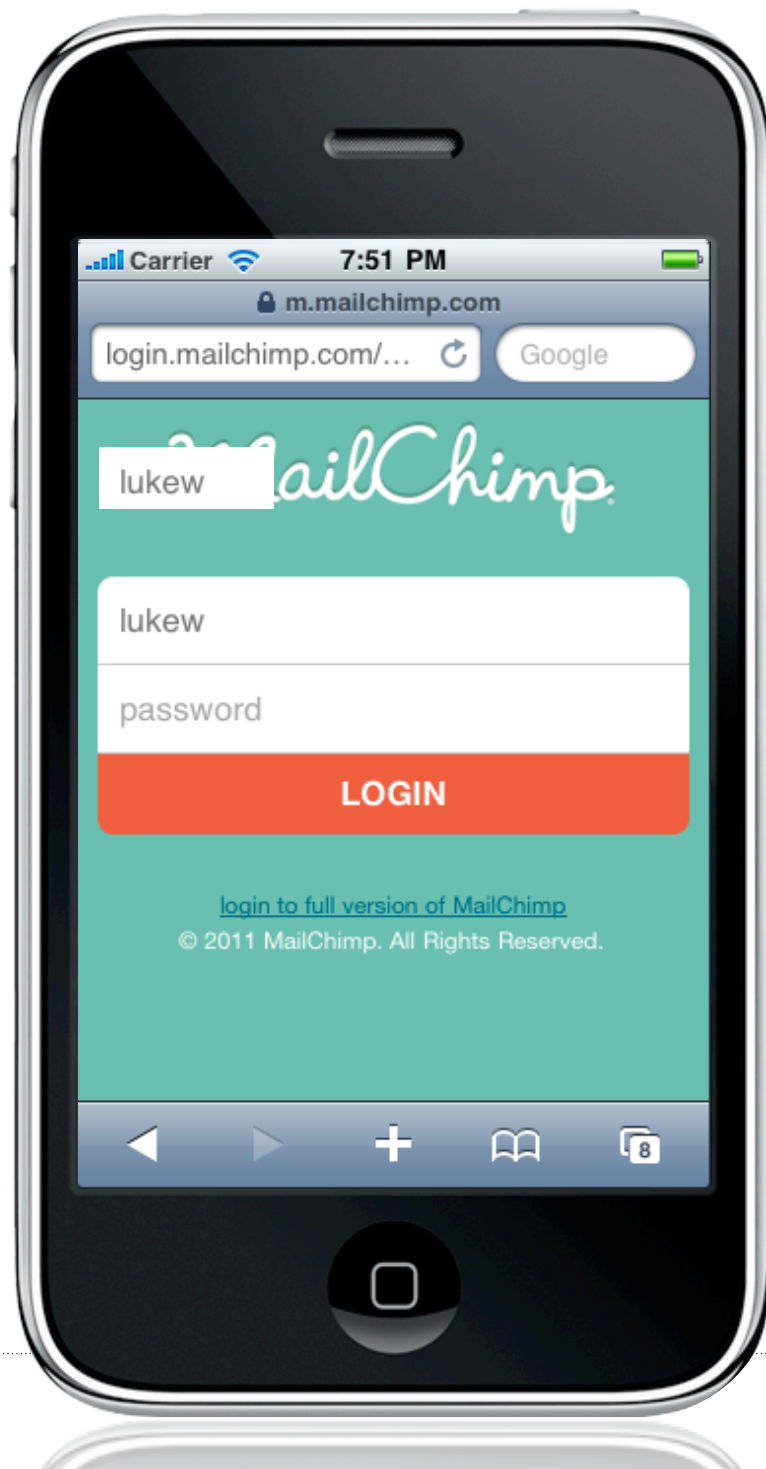 Carrier 7:51 PM
m.mailchimp.com
login.mailchimp.com/... Google
lukew ailChimp
lukew
password
LOGIN
login to full version of MailChimp
© 2011 MailChimp. All Rights Reserved.
8